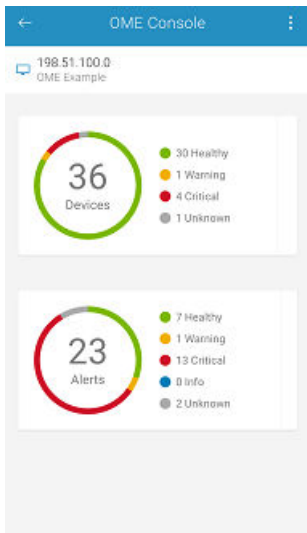 OME Console
198.51.100.0
OME Example
36
Devices
30 Healthy
1 Warning
4 Critical
1 Unknown
23
Alerts
7 Healthy
1 Warning
13 Critical
0 Info
2 Unknown